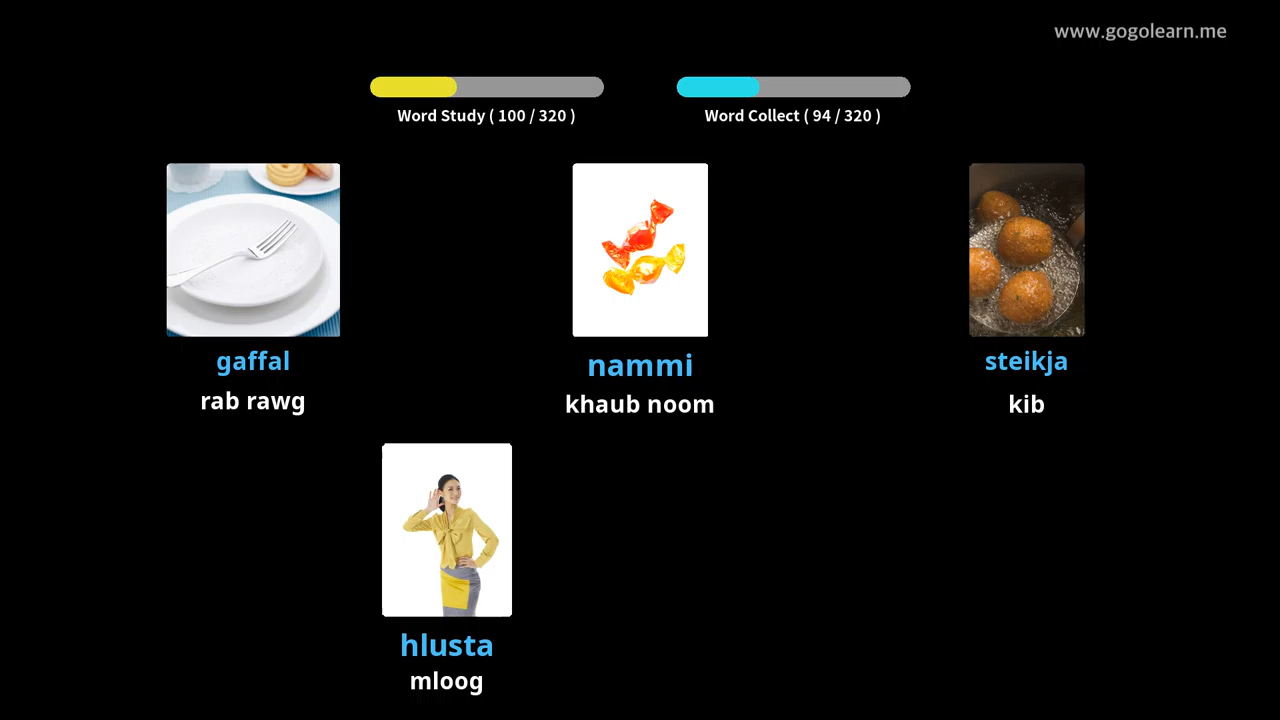 www.gogolearn.me
Word Study ( 100 / 320 )
Word Collect ( 94 / 320 )
gaffal
nammi
steikja
rab rawg
khaub noom
kib
hlusta
mloog